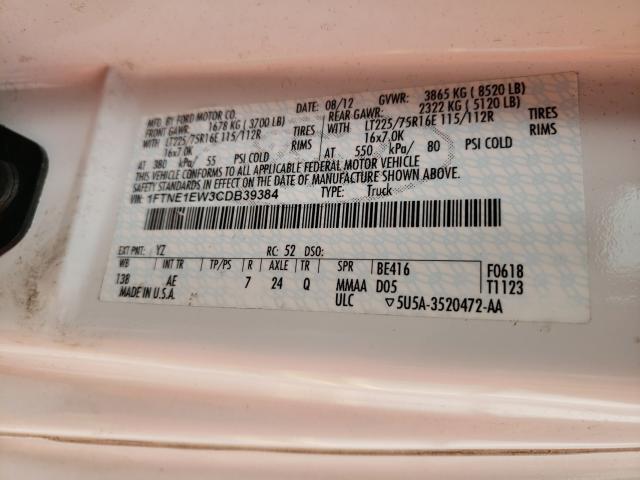 MFD. BY FORD MOTOR CO.
DATE: 08/12 GVWR: 3865 KG ( 8520 LB)
FRONT GAWR: 1678 KG ( 3700 LB) REAR GAWR: 2322 KG ( 5120 LB)
WITH LT225/75R16E 115/112R TIRES WITH LT225/75R16E 115/112R TIRES
16x7.0K RIMS 16x7.0K RIMS
AT 380 kPa/ 55 PSI COLD AT 550 kPa/ 80 PSI COLD
THIS VEHICLE CONFORMS TO ALL APPLICABLE FEDERAL MOTOR VEHICLE
SAFETY STANDARDS IN EFFECT ON THE DATE OF MANUFACTURE SHOWN ABOVE.
VIN: 1FTNE1EW3CDB39384
TYPE: Truck
EXT PNT: YZ RC: 52 DSO:
WB INT TR TP/PS R AXLE TR SPR BE416 F0618
138 AE 7 24 Q MMAA D05 T1123
MADE IN U.S.A. ULC ▽5U5A-3520472-AA